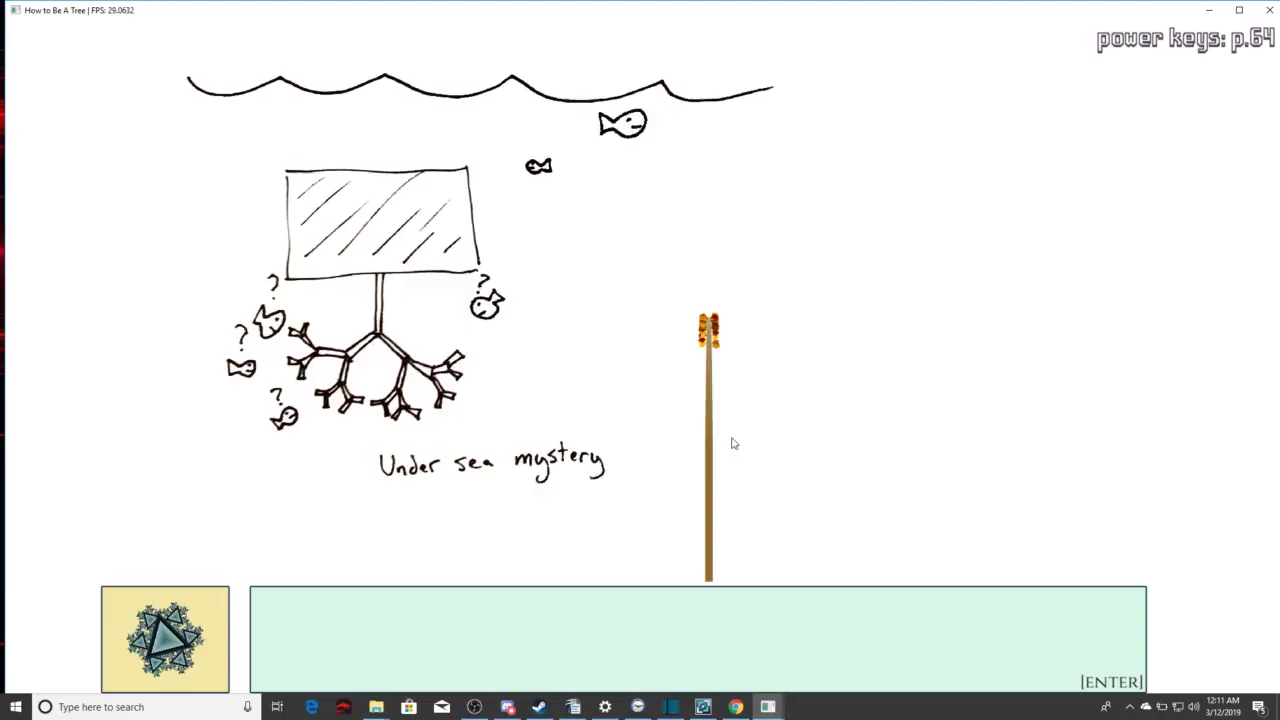 How to Be A Tree | FPS: 29.0632
power keys: p.64
?
?
?
?
Under sea mystery
[ENTER]
Type here to search
12:11 AM
3/12/2019
5